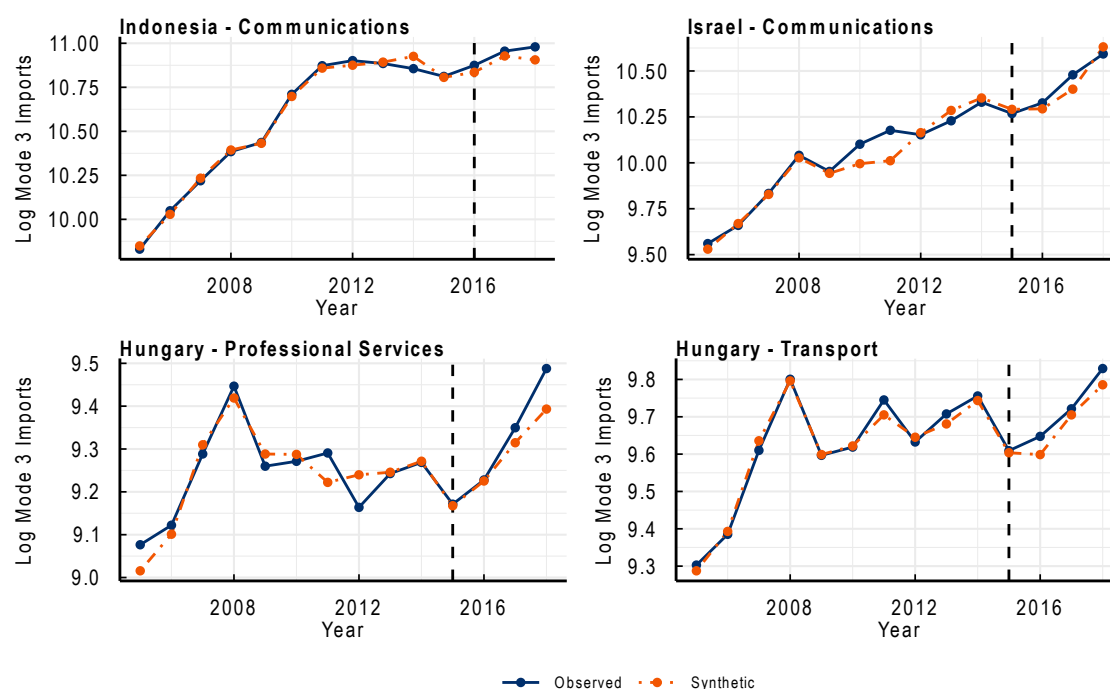 Indonesia - Communications
Log Mode 3 Imports
11.00
10.75
10.50
10.25
10.00
2008 2012 2016
Year
Israel - Communications
Log Mode 3 Imports
10.50
10.25
10.00
9.75
9.50
2008 2012 2016
Year
Hungary - Professional Services
Log Mode 3 Imports
9.5
9.4
9.3
9.2
9.1
9.0
2008 2012 2016
Year
Hungary - Transport
Log Mode 3 Imports
9.8
9.7
9.6
9.5
9.4
9.3
2008 2012 2016
Year
Observed Synthetic